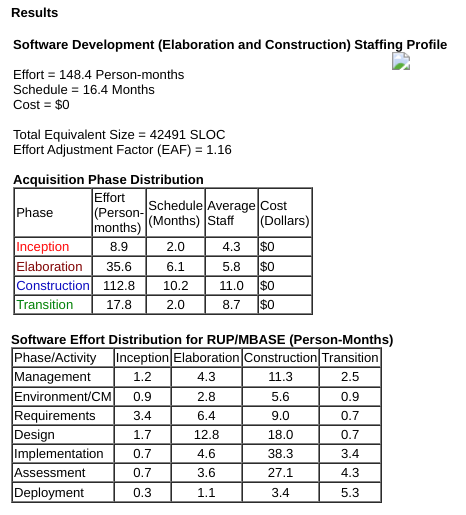 Results
Software Development (Elaboration and Construction) Staffing Profile
Effort = 148.4 Person-months
Schedule = 16.4 Months
Cost = $0
Total Equivalent Size = 42491 SLOC
Effort Adjustment Factor (EAF) = 1.16
Acquisition Phase Distribution
Phase Effort (Person-months) Schedule (Months) Average Staff Cost (Dollars)
Inception 8.9 2.0 4.3 $0
Elaboration 35.6 6.1 5.8 $0
Construction 112.8 10.2 11.0 $0
Transition 17.8 2.0 8.7 $0
Software Effort Distribution for RUP/MBASE (Person-Months)
Phase/Activity Inception Elaboration Construction Transition
Management 1.2 4.3 11.3 2.5
Environment/CM 0.9 2.8 5.6 0.9
Requirements 3.4 6.4 9.0 0.7
Design 1.7 12.8 18.0 0.7
Implementation 0.7 4.6 38.3 3.4
Assessment 0.7 3.6 27.1 4.3
Deployment 0.3 1.1 3.4 5.3